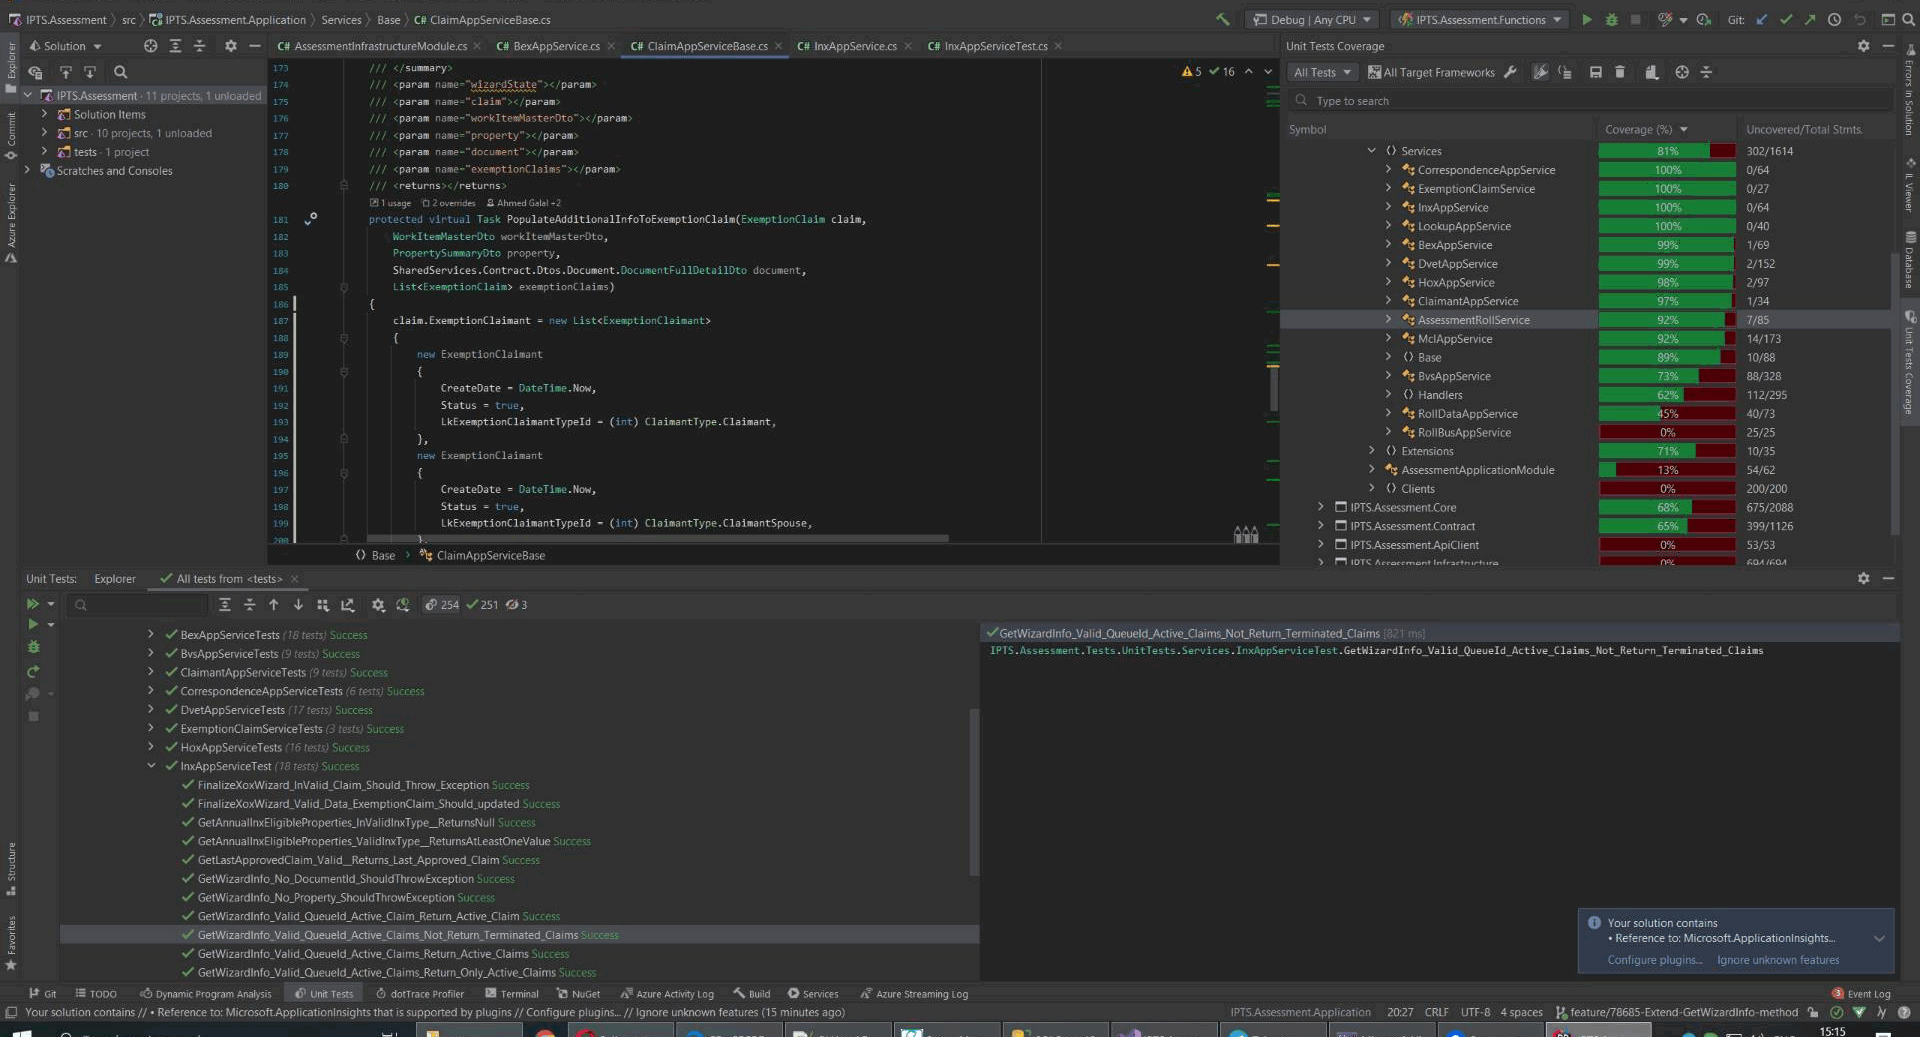 IPTS.Assessment > src > IPTS.Assessment.Application > Services > Base > C# ClaimAppServiceBase.cs
Debug | Any CPU
IPTS.Assessment.Functions
Git:
Solution
C# AssessmentInfrastructureModule.cs
C# BexAppService.cs
C# ClaimAppServiceBase.cs
C# InxAppService.cs
C# InxAppServiceTest.cs
Unit Tests Coverage
Explorer
Commit
Azure Explorer
Structure
Favorites
IPTS.Assessment · 11 projects, 1 unloaded
Solution Items
src · 10 projects, 1 unloaded
tests · 1 project
Scratches and Consoles
5 16
173 /// </summary>
174 /// <param name="wizardState"></param>
175 /// <param name="claim"></param>
176 /// <param name="workItemMasterDto"></param>
177 /// <param name="property"></param>
178 /// <param name="document"></param>
179 /// <param name="exemptionClaims"></param>
180 /// <returns></returns>
1 usage 2 overrides Ahmed Galal +2
181 protected virtual Task PopulateAdditionalInfoToExemptionClaim(ExemptionClaim claim,
182 WorkItemMasterDto workItemMasterDto,
183 PropertySummaryDto property,
184 SharedServices.Contract.Dtos.Document.DocumentFullDetailDto document,
185 List<ExemptionClaim> exemptionClaims)
186 {
187 claim.ExemptionClaimant = new List<ExemptionClaimant>
188 {
189 new ExemptionClaimant
190 {
191 CreateDate = DateTime.Now,
192 Status = true,
193 LkExemptionClaimantTypeId = (int) ClaimantType.Claimant,
194 },
195 new ExemptionClaimant
196 {
197 CreateDate = DateTime.Now,
198 Status = true,
199 LkExemptionClaimantTypeId = (int) ClaimantType.ClaimantSpouse,
200 },
Base > ClaimAppServiceBase
All Tests
All Target Frameworks
Type to search
Symbol Coverage (%) Uncovered/Total Stmts.
Services 81% 302/1614
CorrespondenceAppService 100% 0/64
ExemptionClaimService 100% 0/27
InxAppService 100% 0/64
LookupAppService 100% 0/40
BexAppService 99% 1/69
DvetAppService 99% 2/152
HoxAppService 98% 2/97
ClaimantAppService 97% 1/34
AssessmentRollService 92% 7/85
MclAppService 92% 14/173
Base 89% 10/88
BvsAppService 73% 88/328
Handlers 62% 112/295
RollDataAppService 45% 40/73
RollBusAppService 0% 25/25
Extensions 71% 10/35
AssessmentApplicationModule 13% 54/62
Clients 0% 200/200
IPTS.Assessment.Core 68% 675/2088
IPTS.Assessment.Contract 65% 399/1126
IPTS.Assessment.ApiClient 0% 53/53
IPTS.Assessment.Infrastructure 0% 694/694
Errors In Solution
IL Viewer
Database
Unit Tests Coverage
Unit Tests: Explorer All tests from <tests>
254 251 3
BexAppServiceTests (18 tests) Success
BvsAppServiceTests (9 tests) Success
ClaimantAppServiceTests (9 tests) Success
CorrespondenceAppServiceTests (6 tests) Success
DvetAppServiceTests (17 tests) Success
ExemptionClaimServiceTests (3 tests) Success
HoxAppServiceTests (16 tests) Success
InxAppServiceTest (18 tests) Success
FinalizeXoxWizard_InValid_Claim_Should_Throw_Exception Success
FinalizeXoxWizard_Valid_Data_ExemptionClaim_Should_updated Success
GetAnnualInxEligibleProperties_InValidInxType__ReturnsNull Success
GetAnnualInxEligibleProperties_ValidInxType__ReturnsAtLeastOneValue Success
GetLastApprovedClaim_Valid__Returns_Last_Approved_Claim Success
GetWizardInfo_No_DocumentId_ShouldThrowException Success
GetWizardInfo_No_Property_ShouldThrowException Success
GetWizardInfo_Valid_QueueId_Active_Claim_Return_Active_Claim Success
GetWizardInfo_Valid_QueueId_Active_Claims_Not_Return_Terminated_Claims Success
GetWizardInfo_Valid_QueueId_Active_Claims_Return_Active_Claims Success
GetWizardInfo_Valid_QueueId_Active_Claims_Return_Only_Active_Claims Success
GetWizardInfo_Valid_QueueId_Active_Claims_Not_Return_Terminated_Claims [821 ms]
IPTS.Assessment.Tests.UnitTests.Services.InxAppServiceTest.GetWizardInfo_Valid_QueueId_Active_Claims_Not_Return_Terminated_Claims
Your solution contains
• Reference to: Microsoft.ApplicationInsights...
Configure plugins... Ignore unknown features
Git TODO Dynamic Program Analysis Unit Tests dotTrace Profiler Terminal NuGet Azure Activity Log Build Services Azure Streaming Log
3 Event Log
Your solution contains // • Reference to: Microsoft.ApplicationInsights that is supported by plugins // Configure plugins... // Ignore unknown features (15 minutes ago)
IPTS.Assessment.Application 20:27 CRLF UTF-8 4 spaces feature/78685-Extend-GetWizardInfo-method
15:15